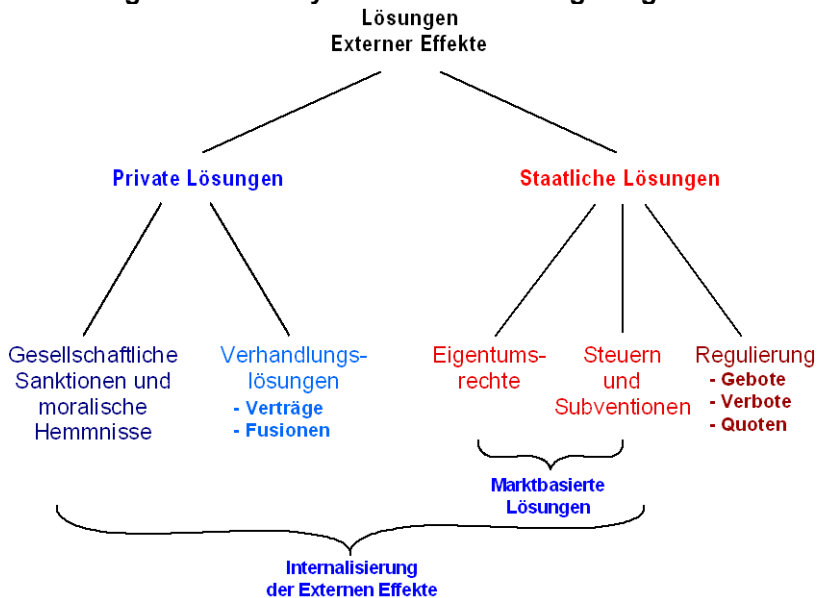 Lösungen
Externer Effekte
Private Lösungen
Staatliche Lösungen
Gesellschaftliche
Sanktionen und
moralische
Hemmnisse
Verhandlungs-
lösungen
- Verträge
- Fusionen
Eigentums-
rechte
Steuern
und
Subventionen
Regulierung
- Gebote
- Verbote
- Quoten
Marktbasierte
Lösungen
Internalisierung
der Externen Effekte